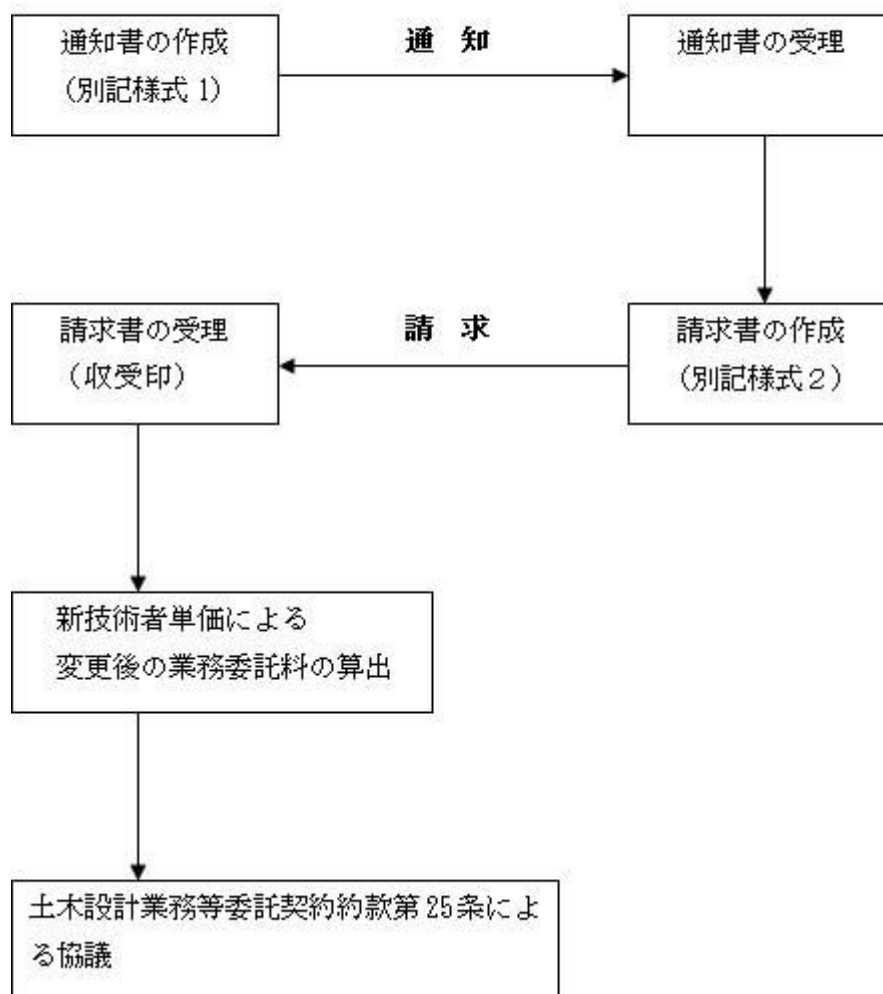 通知書の作成
(別記様式1)
通 知
通知書の受理
請求書の作成
(別記様式2)
請 求
請求書の受理
(収受印)
新技術者単価による
変更後の業務委託料の算出
土木設計業務等委託契約約款第25条によ
る協議